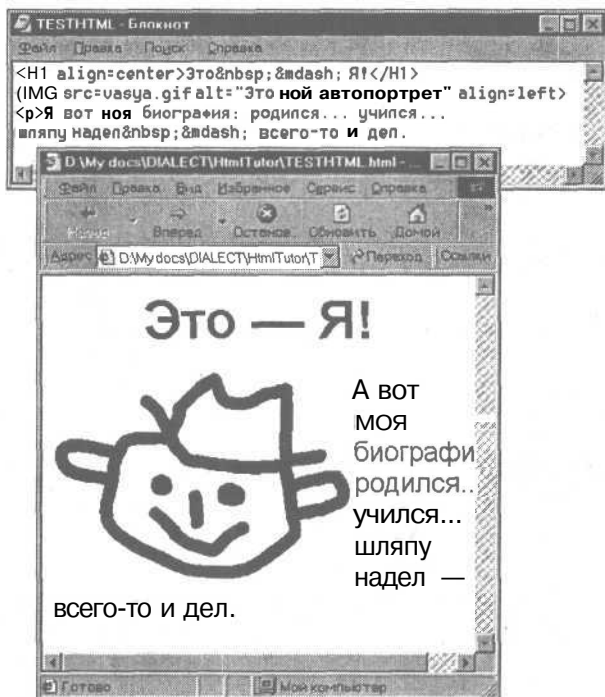 TESTHTML - Блокнот
Файл Правка Поиск Справка
<H1 align=center>Это&nbsp;&mdash; Я!</H1>
(IMG src=vasya.gif alt="Это ной автопортрет" align=left>
<p>Я вот ноя биография: родился... учился...
шляпу надел&nbsp;&mdash; всего-то и дел.
D:\My docs\DIALECT\HtmlTutor\TESTHTML.html - ...
Файл Правка Вид Избранное Сервис Справка
Назад Вперед Останов. Обновить Домой
Адрес D:\My docs\DIALECT\HtmlTutor\T Переход Ссылки
Это — Я!
А вот
моя
биографи
родился..
учился...
шляпу
надел —
всего-то и дел.
Готово Мой компьютер